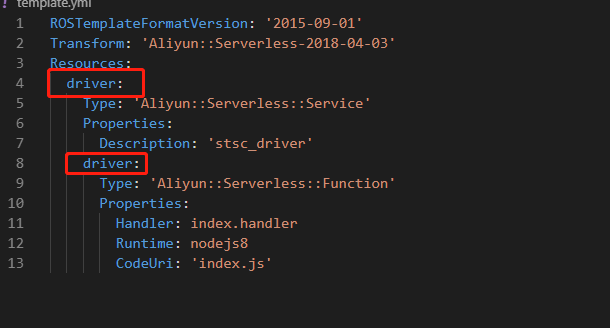 ! template.yml
1 ROSTemplateFormatVersion: '2015-09-01'
2 Transform: 'Aliyun::Serverless-2018-04-03'
3 Resources:
4   driver:
5     Type: 'Aliyun::Serverless::Service'
6     Properties:
7       Description: 'stsc_driver'
8     driver:
9       Type: 'Aliyun::Serverless::Function'
10       Properties:
11         Handler: index.handler
12         Runtime: nodejs8
13         CodeUri: 'index.js'